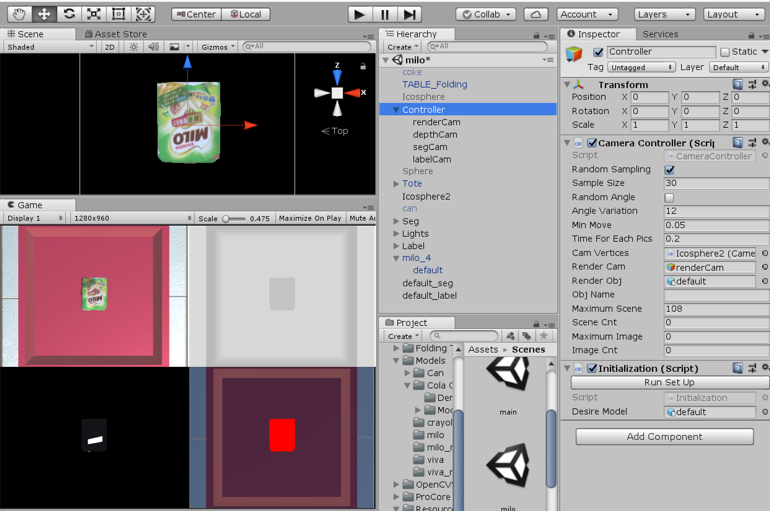 Center Local Collab Account Layers Layout
Scene Asset Store
Shaded 2D Gizmos All
z
x
Top
MILO
Game
Display 1 1280x960 Scale 0.475 Maximize On Play Mute Au
MILO
Hierarchy
Create All
milo*
coke
TABLE_Folding
Icosphere
Controller
renderCam
depthCam
segCam
labelCam
Sphere
Tote
Icosphere2
can
Seg
Lights
Label
milo_4
default
default_seg
default_label
Project
Create
Folding T
Models
Can
Cola C
Der
Moc
crayol
milo
milo_r
viva
viva_r
OpenCVS
ProCore
Resourc
Assets Scenes
main
milo
Inspector Services
Controller Static
Tag Untagged Layer Default
Transform
Position X 0 Y 0 Z 0
Rotation X 0 Y 0 Z 0
Scale X 1 Y 1 Z 1
Camera Controller (Scrip
Script CameraController
Random Sampling
Sample Size 30
Random Angle
Angle Variation 12
Min Move 0.05
Time For Each Pics 0.2
Cam Vertices Icosphere2 (Came
Render Cam renderCam
Render Obj default
Obj Name
Maximum Scene 108
Scene Cnt 0
Maximum Image 0
Image Cnt 0
Initialization (Script)
Run Set Up
Script Initialization
Desire Model default
Add Component